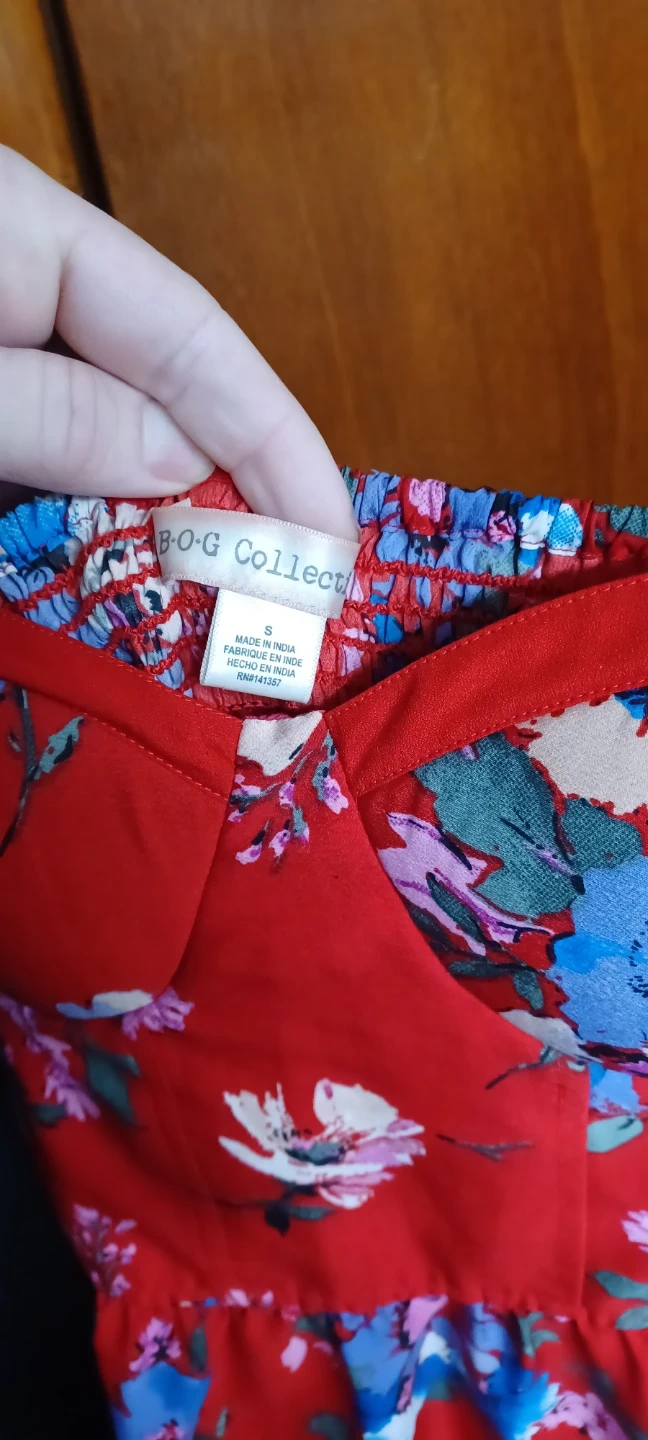 B·O·G Collecti
S
MADE IN INDIA
FABRIQUE EN INDE
HECHO EN INDIA
RN#141357